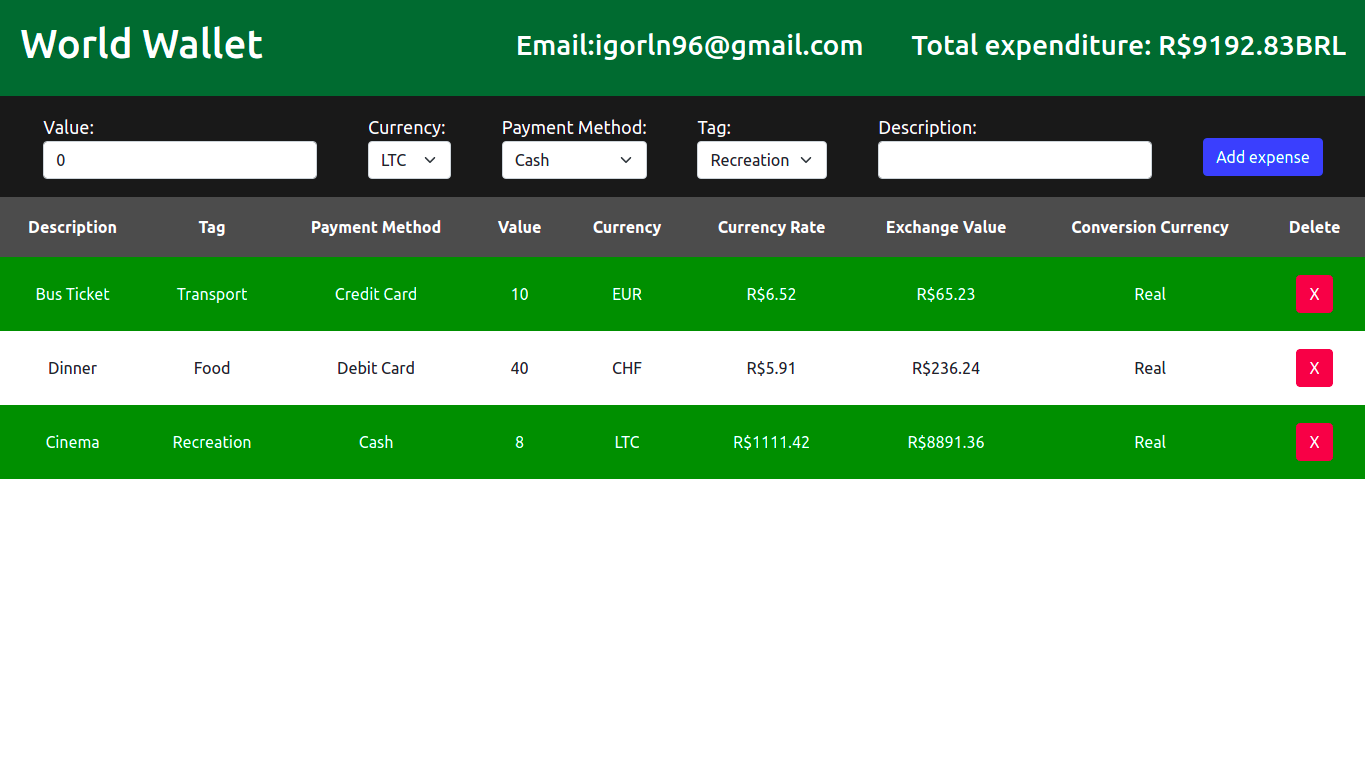 World Wallet Email:igorln96@gmail.com Total expenditure: R$9192.83BRL
Value: Currency: Payment Method: Tag: Description:
0 LTC Cash Recreation Add expense
Description Tag Payment Method Value Currency Currency Rate Exchange Value Conversion Currency Delete
Bus Ticket Transport Credit Card 10 EUR R$6.52 R$65.23 Real X
Dinner Food Debit Card 40 CHF R$5.91 R$236.24 Real X
Cinema Recreation Cash 8 LTC R$1111.42 R$8891.36 Real X